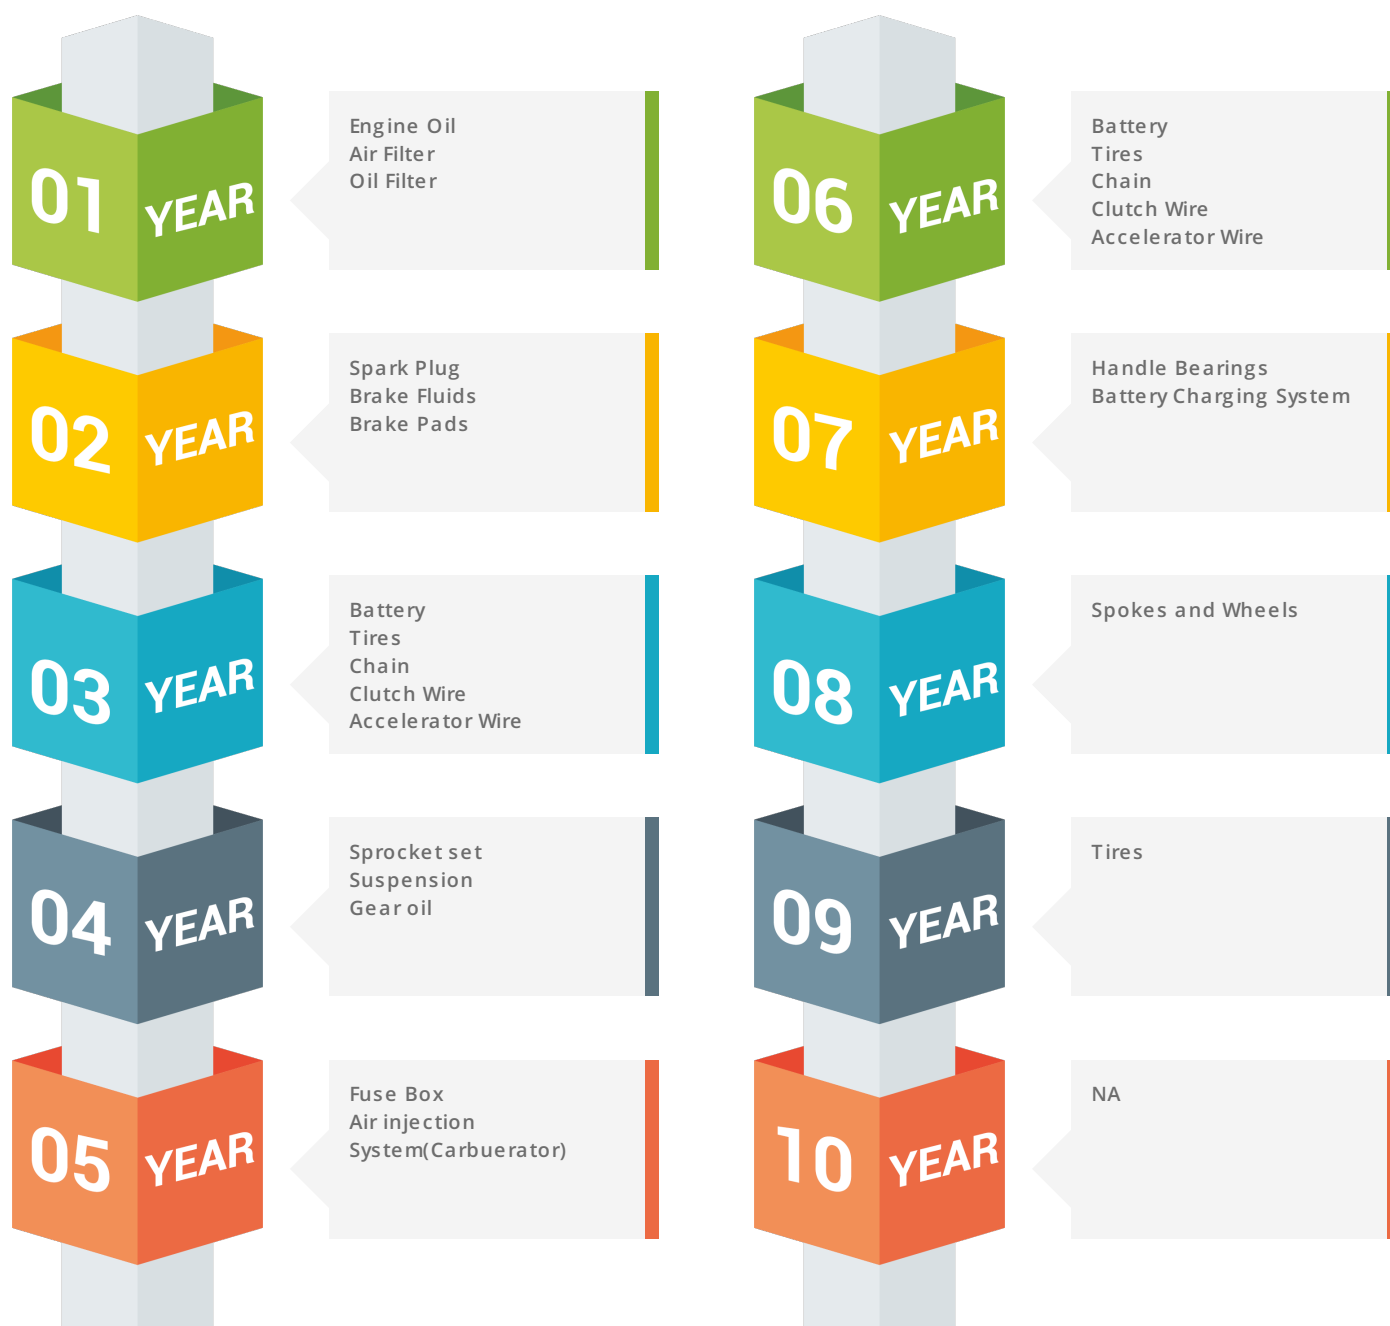 01 YEAR
Engine Oil
Air Filter
Oil Filter
02 YEAR
Spark Plug
Brake Fluids
Brake Pads
03 YEAR
Battery
Tires
Chain
Clutch Wire
Accelerator Wire
04 YEAR
Sprocket set
Suspension
Gear oil
05 YEAR
Fuse Box
Air injection
System(Carbuerator)
06 YEAR
Battery
Tires
Chain
Clutch Wire
Accelerator Wire
07 YEAR
Handle Bearings
Battery Charging System
08 YEAR
Spokes and Wheels
09 YEAR
Tires
10 YEAR
NA